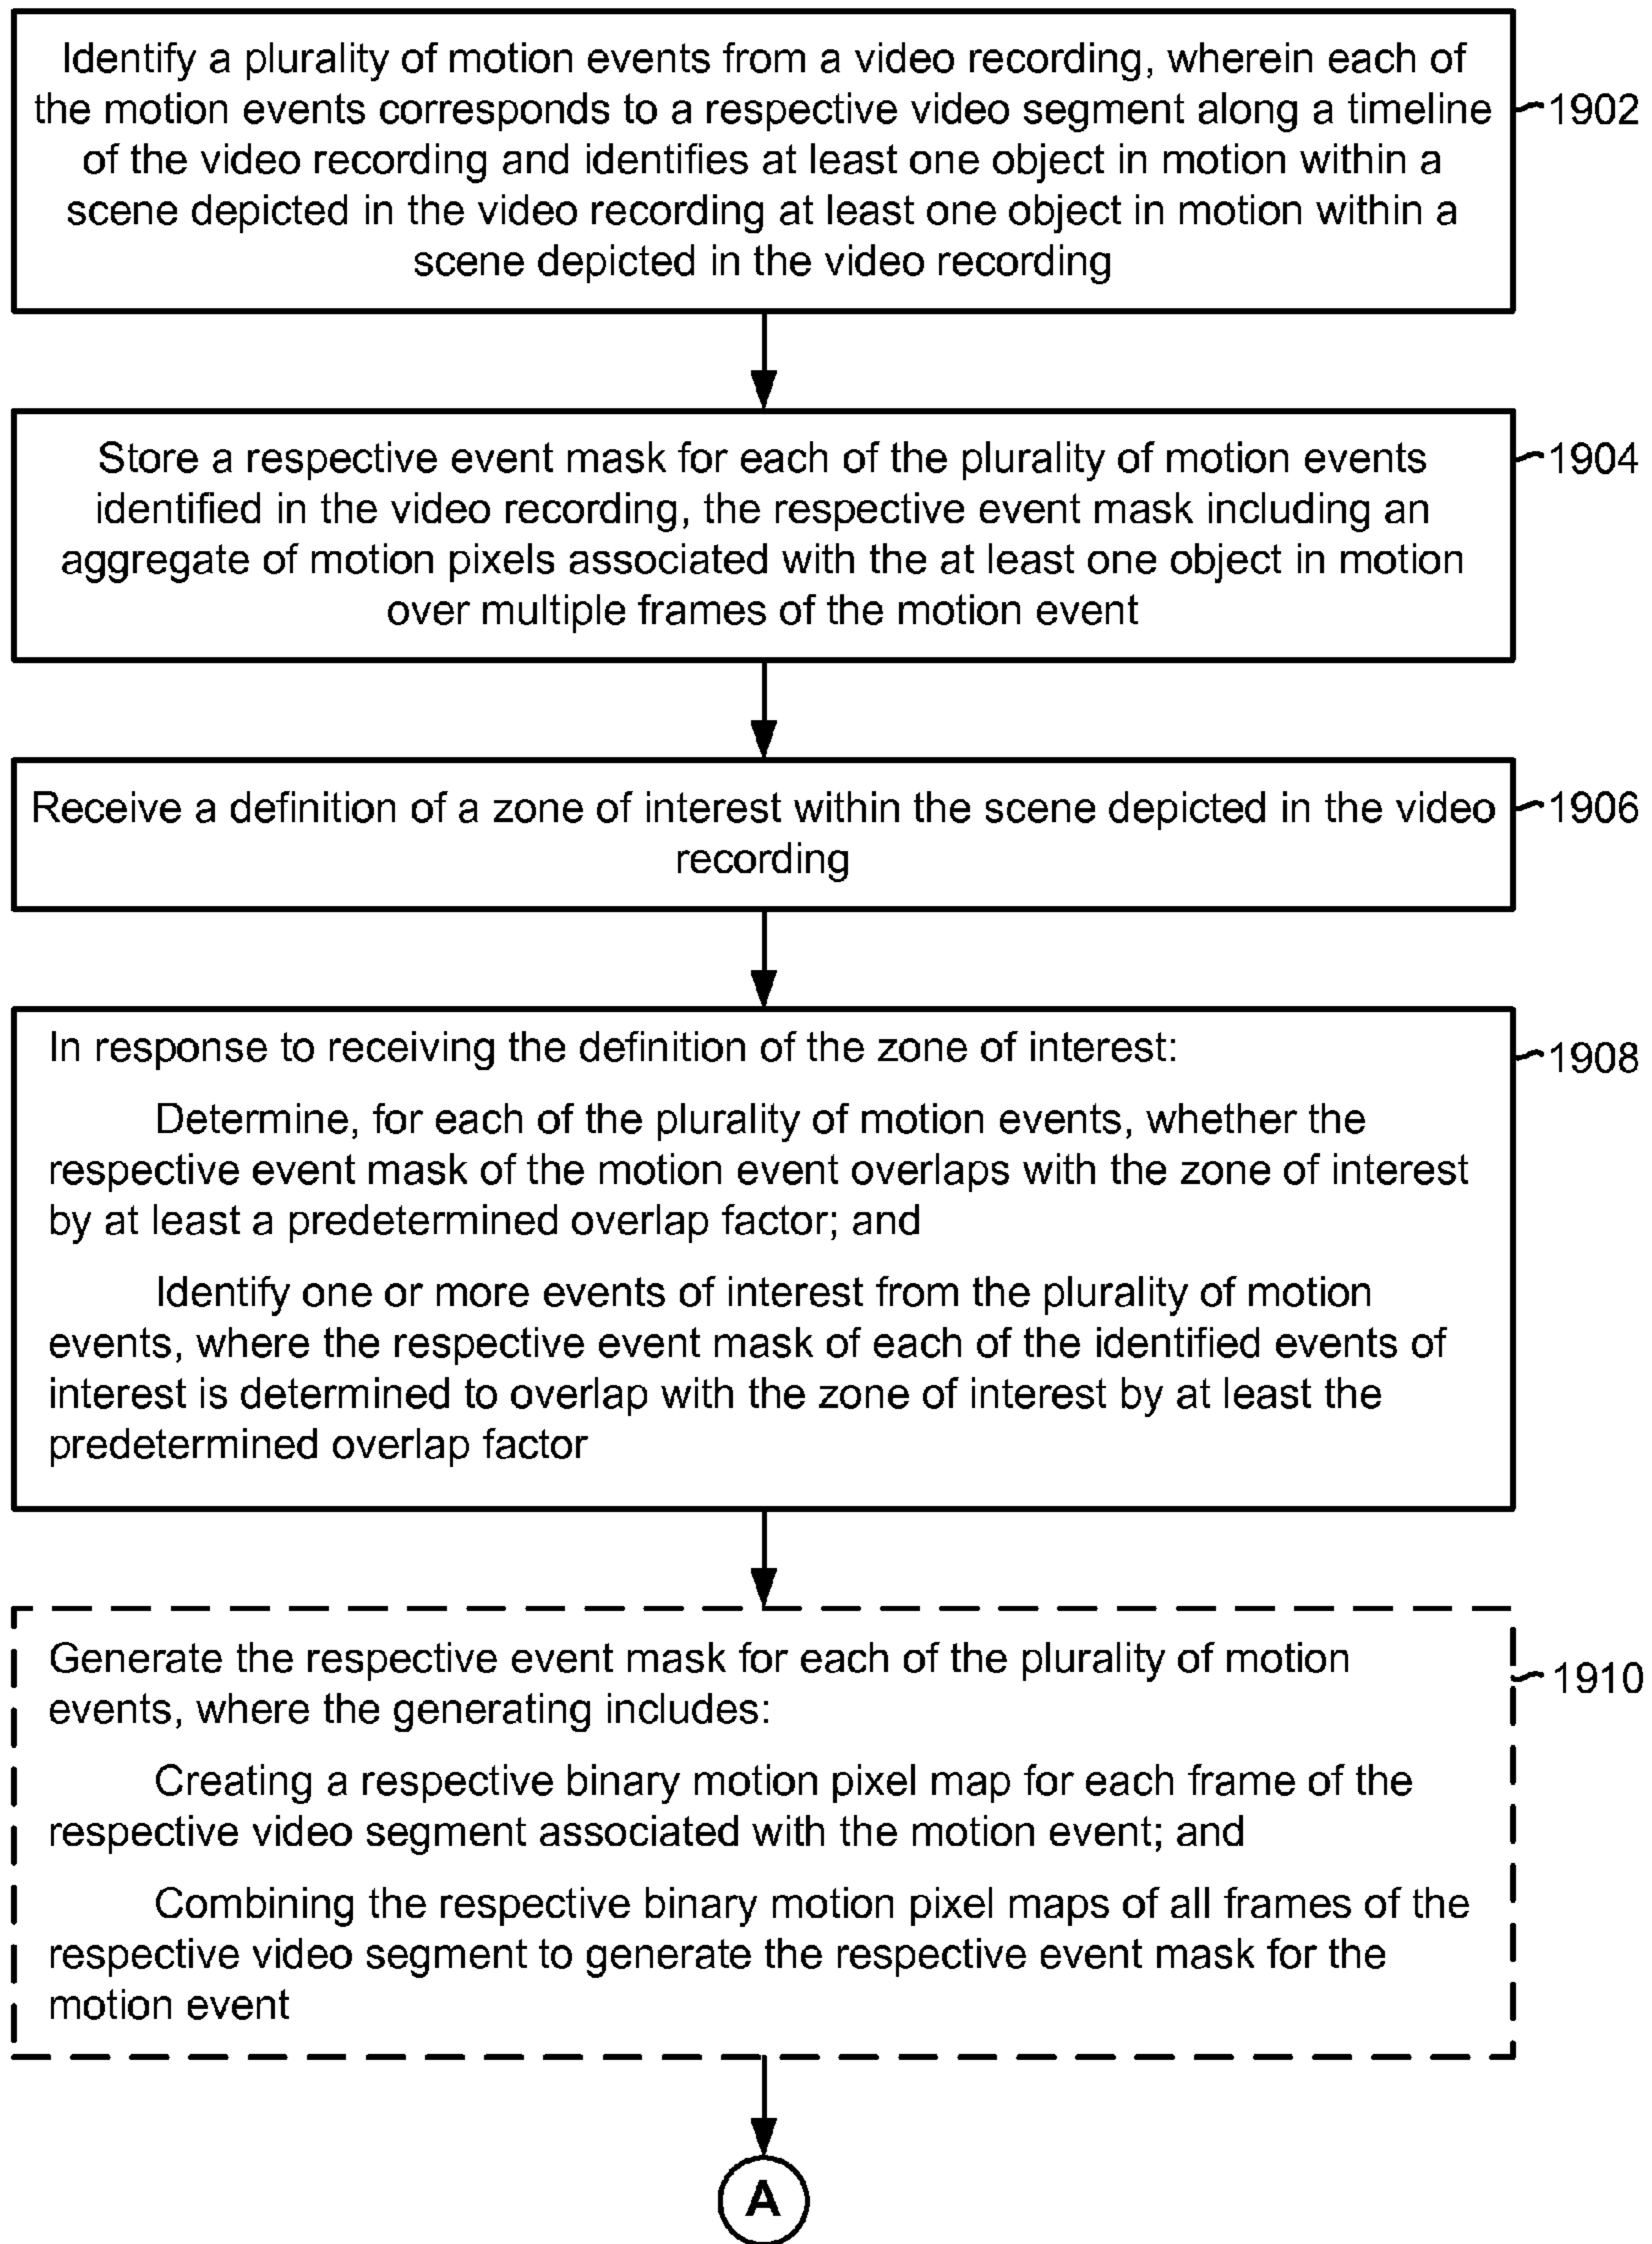 Identify a plurality of motion events from a video recording, wherein each of
the motion events corresponds to a respective video segment along a timeline
of the video recording and identifies at least one object in motion within a
scene depicted in the video recording at least one object in motion within a
scene depicted in the video recording
1902
Store a respective event mask for each of the plurality of motion events
identified in the video recording, the respective event mask including an
aggregate of motion pixels associated with the at least one object in motion
over multiple frames of the motion event
1904
Receive a definition of a zone of interest within the scene depicted in the video
recording
1906
In response to receiving the definition of the zone of interest:
Determine, for each of the plurality of motion events, whether the
respective event mask of the motion event overlaps with the zone of interest
by at least a predetermined overlap factor; and
Identify one or more events of interest from the plurality of motion
events, where the respective event mask of each of the identified events of
interest is determined to overlap with the zone of interest by at least the
predetermined overlap factor
1908
Generate the respective event mask for each of the plurality of motion
events, where the generating includes:
Creating a respective binary motion pixel map for each frame of the
respective video segment associated with the motion event; and
Combining the respective binary motion pixel maps of all frames of the
respective video segment to generate the respective event mask for the
motion event
1910
A